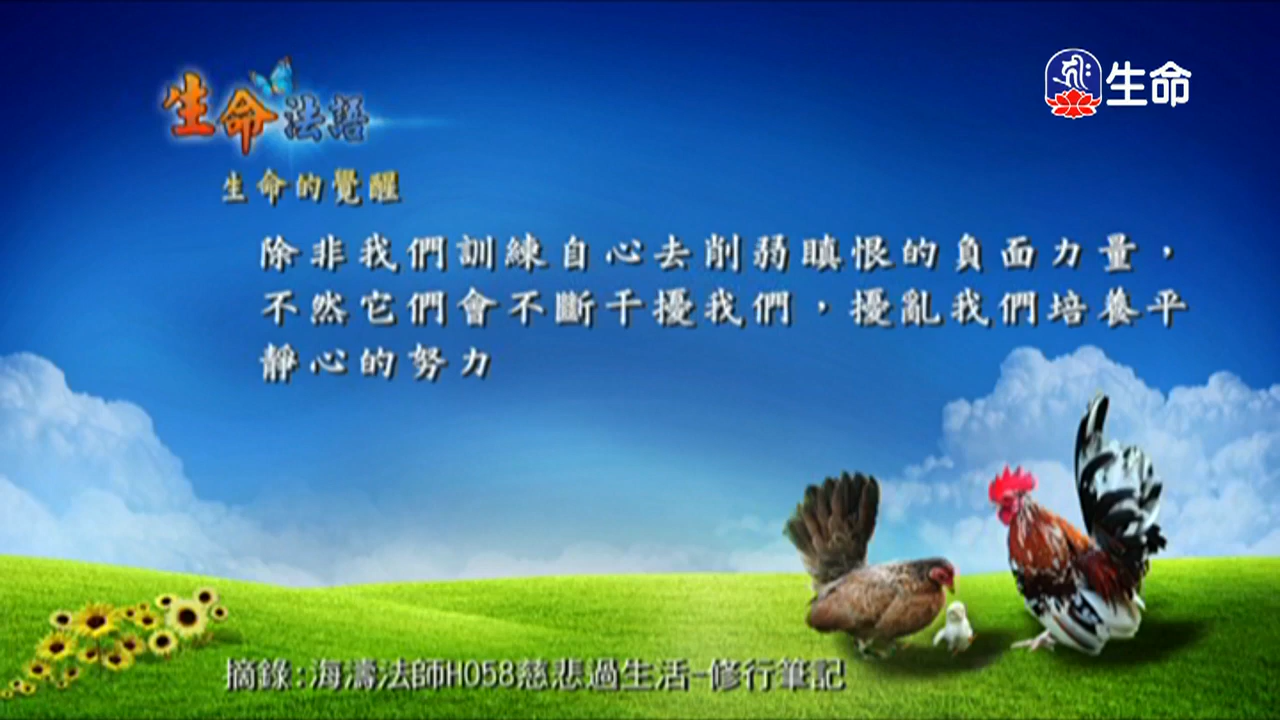 生命法語
生命
生命的覺醒
除非我們訓練自心去削弱瞋恨的負面力量，
不然它們會不斷干擾我們，擾亂我們培養平
靜心的努力
摘錄:海濤法師H058慈悲過生活-修行筆記